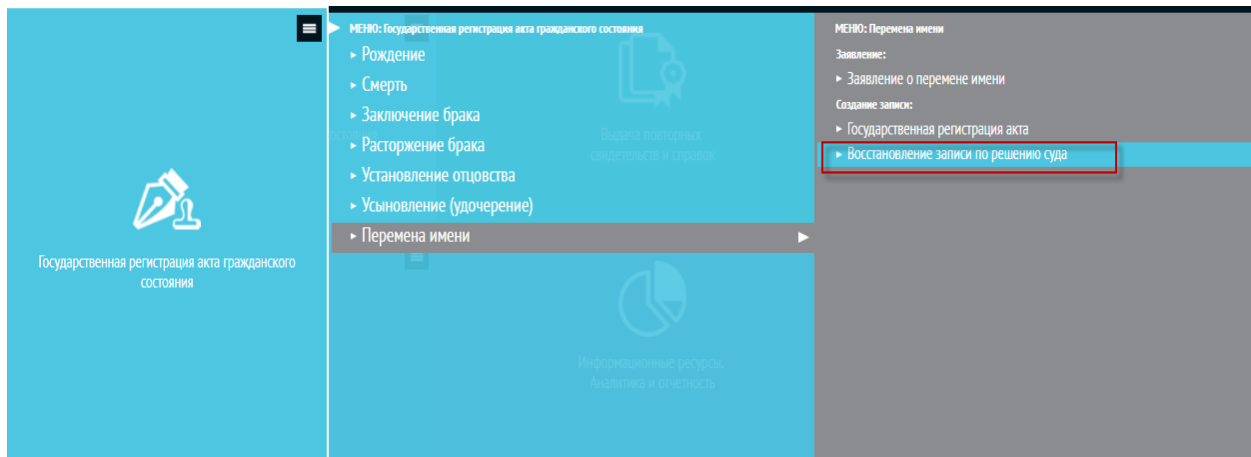 Государственная регистрация акта гражданского
состояния
МЕНЮ: Государственная регистрация акта гражданского состояния
Рождение
Смерть
Заключение брака
Расторжение брака
Установление отцовства
Усыновление (удочерение)
Перемена имени
Выдача повторных
свидетельств и справок
Информационные ресурсы.
Аналитика и отчетность
МЕНЮ: Перемена имени
Заявление:
Заявление о перемене имени
Создание записи:
Государственная регистрация акта
Восстановление записи по решению суда